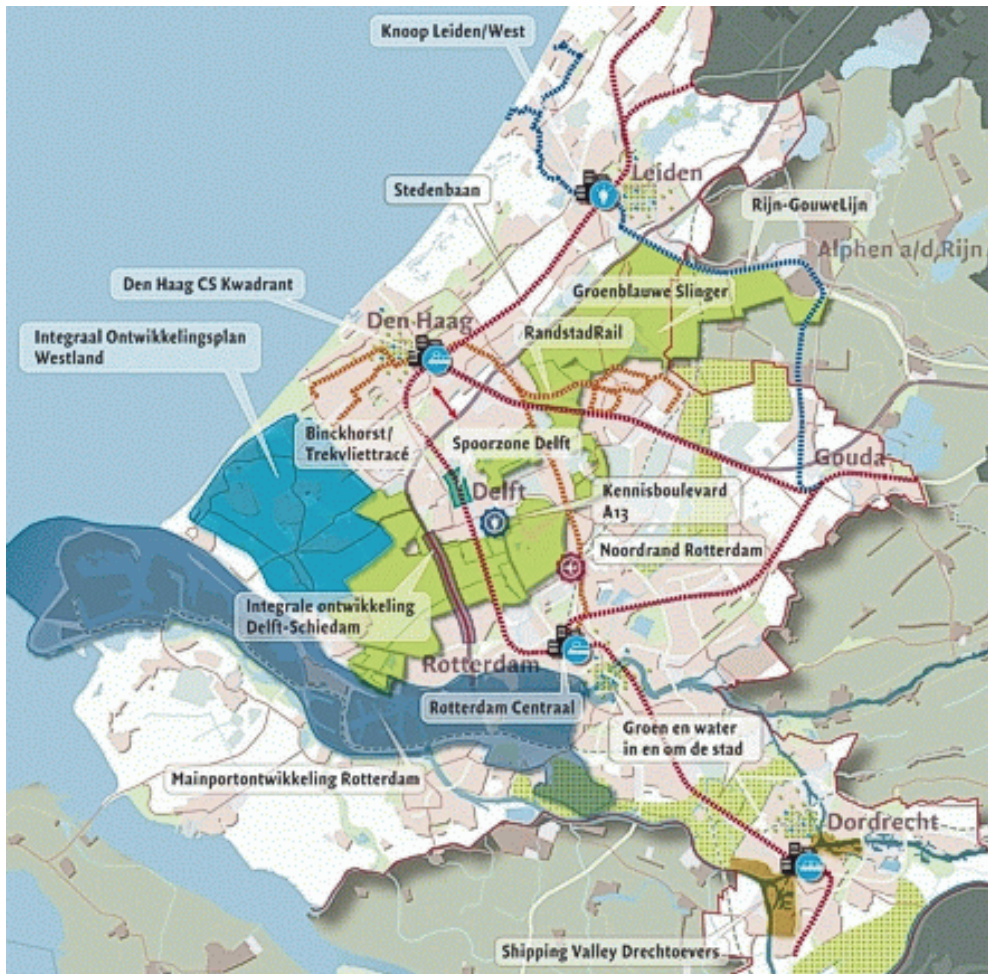 Knoop Leiden/West
Leiden
Stedenbaan
Rijn-GouweLijn
Alphen a/d Rijn
Den Haag CS Kwadrant
Groenblauwe Slinger
Den Haag
RandstadRail
Integraal Ontwikkelingsplan
Westland
Binckhorst/
Trekvliettracé
Spoorzone Delft
Gouda
Delft
Kennisboulevard
A13
Noordrand Rotterdam
Integrale ontwikkeling
Delft-Schiedam
Rotterdam
Rotterdam Centraal
Groen en water
in en om de stad
Mainportontwikkeling Rotterdam
Dordrecht
Shipping Valley Drechtoevers